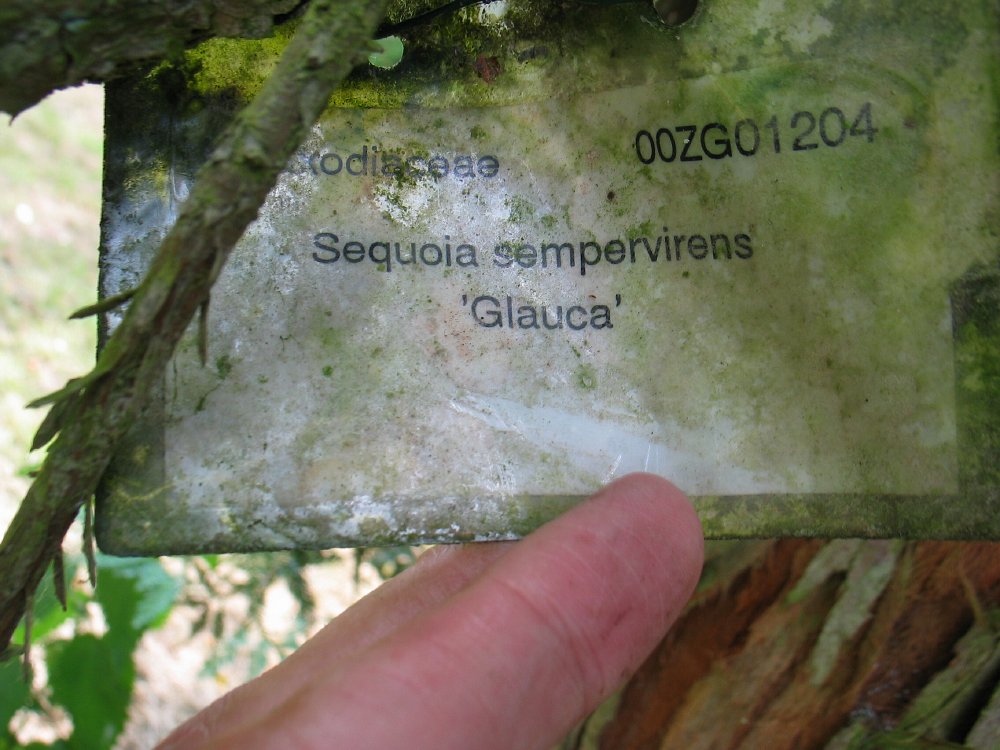 xodiaceae 00ZG01204
Sequoia sempervirens
'Glauca'